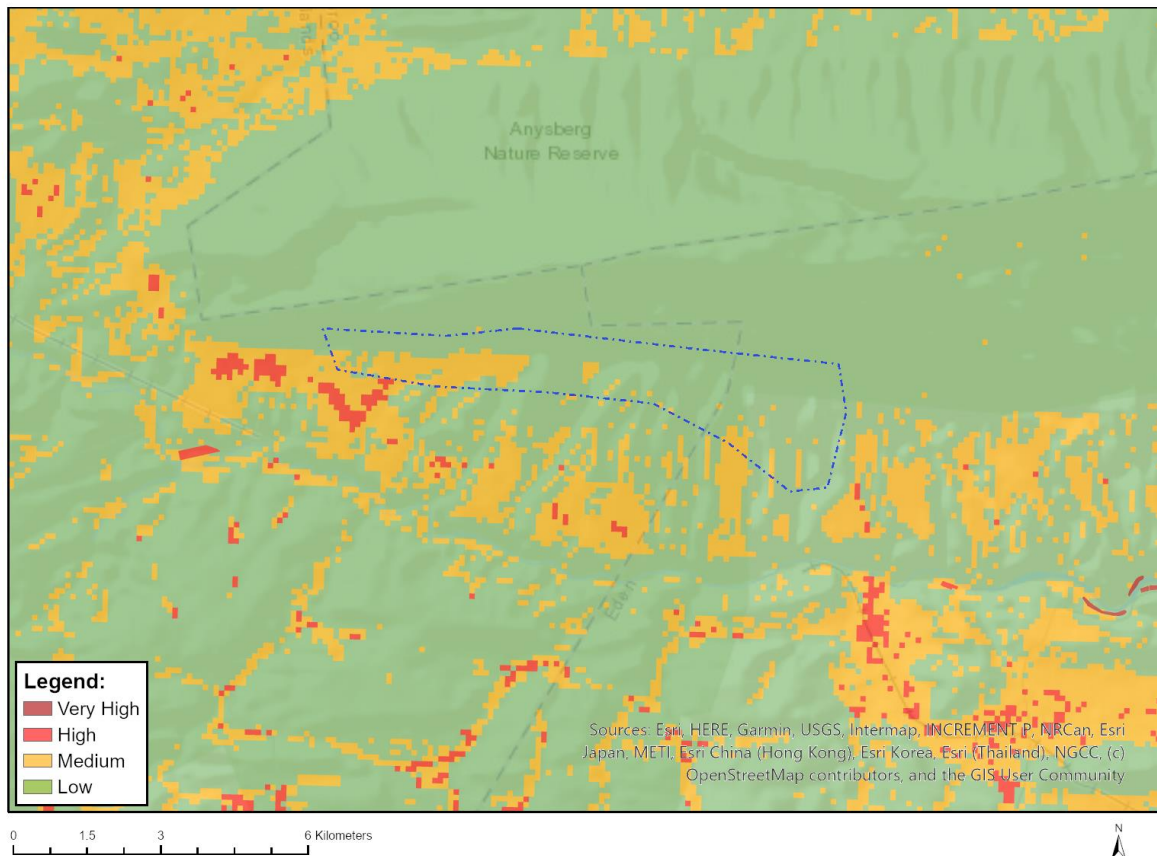 Anysberg
Nature Reserve
Eden
Legend:
Very High
High
Medium
Low
Sources: Esri, HERE, Garmin, USGS, Intermap, INCREMENT P, NRCan, Esri
Japan, METI, Esri China (Hong Kong), Esri Korea, Esri (Thailand), NGCC, (c)
OpenStreetMap contributors, and the GIS User Community
0 1.5 3 6 Kilometers
N